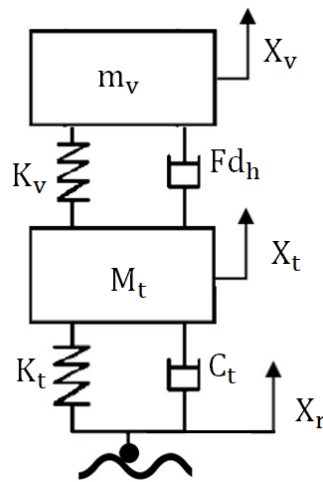 X_v
m_v
K_v
Fd_h
X_t
M_t
K_t
C_t
X_r